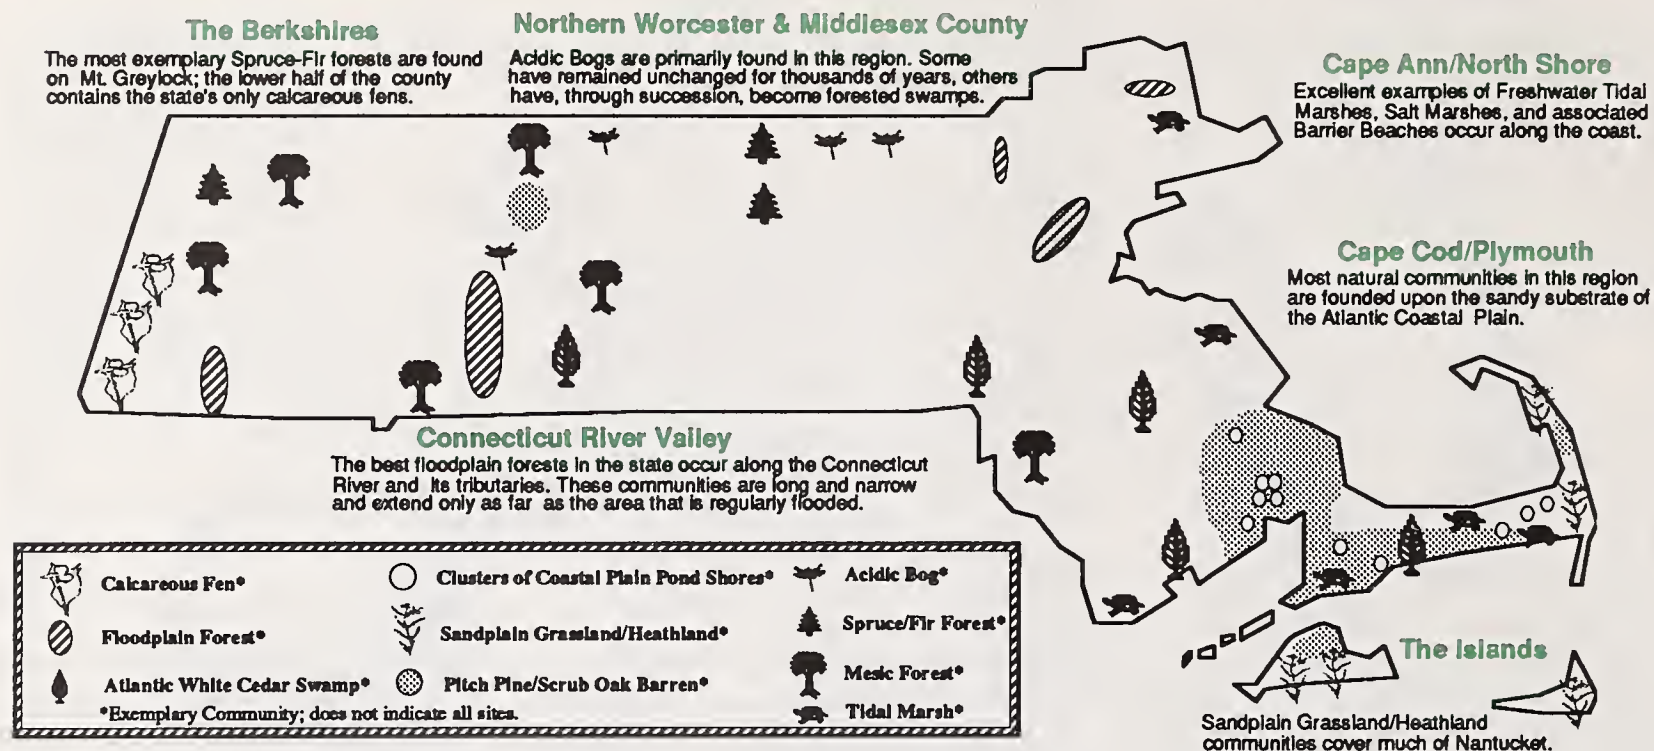 The Berkshires
The most exemplary Spruce-Fir forests are found
on Mt. Greylock; the lower half of the county
contains the state's only calcareous fens.
Northern Worcester & Middlesex County
Acidic Bogs are primarily found in this region. Some
have remained unchanged for thousands of years, others
have, through succession, become forested swamps.
Cape Ann/North Shore
Excellent examples of Freshwater Tidal
Marshes, Salt Marshes, and associated
Barrier Beaches occur along the coast.
Cape Cod/Plymouth
Most natural communities in this region
are founded upon the sandy substrate of
the Atlantic Coastal Plain.
Connecticut River Valley
The best floodplain forests in the state occur along the Connecticut
River and its tributaries. These communities are long and narrow
and extend only as far as the area that is regularly flooded.
Calcareous Fen*
Floodplain Forest*
Atlantic White Cedar Swamp*
Clusters of Coastal Plain Pond Shores*
Sandplain Grassland/Heathland*
Pitch Pine/Scrub Oak Barren*
Acidic Bog*
Spruce/Fir Forest*
Mesic Forest*
Tidal Marsh*
*Exemplary Community; does not indicate all sites.
The Islands
Sandplain Grassland/Heathland
communities cover much of Nantucket.